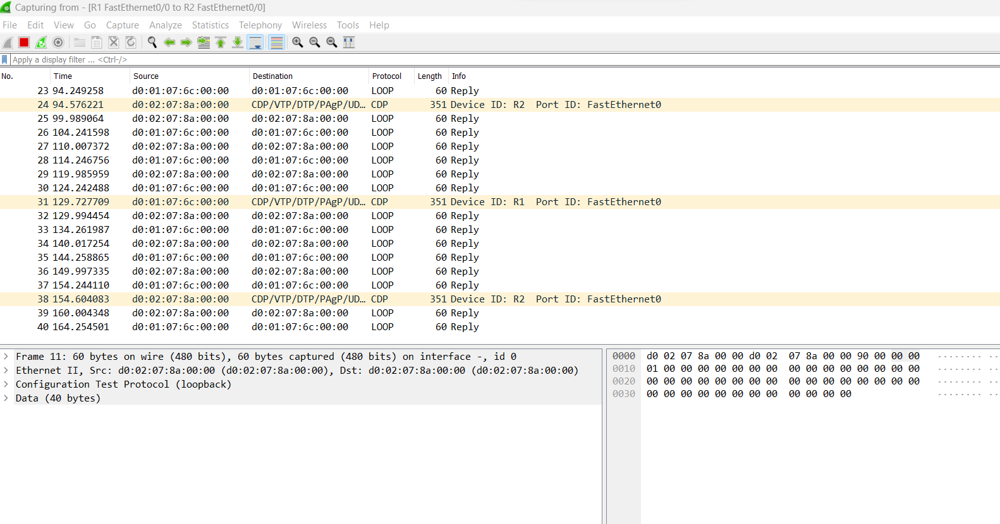 Capturing from - [R1 FastEthernet0/0 to R2 FastEthernet0/0]
File Edit View Go Capture Analyze Statistics Telephony Wireless Tools Help
Apply a display filter ... <Ctrl-/>
No. Time Source Destination Protocol Length Info
23 94.249258 d0:01:07:6c:00:00 d0:01:07:6c:00:00 LOOP 60 Reply
24 94.576221 d0:02:07:8a:00:00 CDP/VTP/DTP/PAgP/UD… CDP 351 Device ID: R2 Port ID: FastEthernet0
25 99.989064 d0:02:07:8a:00:00 d0:02:07:8a:00:00 LOOP 60 Reply
26 104.241598 d0:01:07:6c:00:00 d0:01:07:6c:00:00 LOOP 60 Reply
27 110.007372 d0:02:07:8a:00:00 d0:02:07:8a:00:00 LOOP 60 Reply
28 114.246756 d0:01:07:6c:00:00 d0:01:07:6c:00:00 LOOP 60 Reply
29 119.985959 d0:02:07:8a:00:00 d0:02:07:8a:00:00 LOOP 60 Reply
30 124.242488 d0:01:07:6c:00:00 d0:01:07:6c:00:00 LOOP 60 Reply
31 129.727709 d0:01:07:6c:00:00 CDP/VTP/DTP/PAgP/UD… CDP 351 Device ID: R1 Port ID: FastEthernet0
32 129.994454 d0:02:07:8a:00:00 d0:02:07:8a:00:00 LOOP 60 Reply
33 134.261987 d0:01:07:6c:00:00 d0:01:07:6c:00:00 LOOP 60 Reply
34 140.017254 d0:02:07:8a:00:00 d0:02:07:8a:00:00 LOOP 60 Reply
35 144.258865 d0:01:07:6c:00:00 d0:01:07:6c:00:00 LOOP 60 Reply
36 149.997335 d0:02:07:8a:00:00 d0:02:07:8a:00:00 LOOP 60 Reply
37 154.244110 d0:01:07:6c:00:00 d0:01:07:6c:00:00 LOOP 60 Reply
38 154.604083 d0:02:07:8a:00:00 CDP/VTP/DTP/PAgP/UD… CDP 351 Device ID: R2 Port ID: FastEthernet0
39 160.004348 d0:02:07:8a:00:00 d0:02:07:8a:00:00 LOOP 60 Reply
40 164.254501 d0:01:07:6c:00:00 d0:01:07:6c:00:00 LOOP 60 Reply
Frame 11: 60 bytes on wire (480 bits), 60 bytes captured (480 bits) on interface -, id 0
Ethernet II, Src: d0:02:07:8a:00:00 (d0:02:07:8a:00:00), Dst: d0:02:07:8a:00:00 (d0:02:07:8a:00:00)
Configuration Test Protocol (loopback)
Data (40 bytes)
0000 d0 02 07 8a 00 00 d0 02 07 8a 00 00 90 00 00 00 ········ ··
0010 01 00 00 00 00 00 00 00 00 00 00 00 00 00 00 00 ········ ··
0020 00 00 00 00 00 00 00 00 00 00 00 00 00 00 00 00 ········ ··
0030 00 00 00 00 00 00 00 00 00 00 00 00 ········ ··